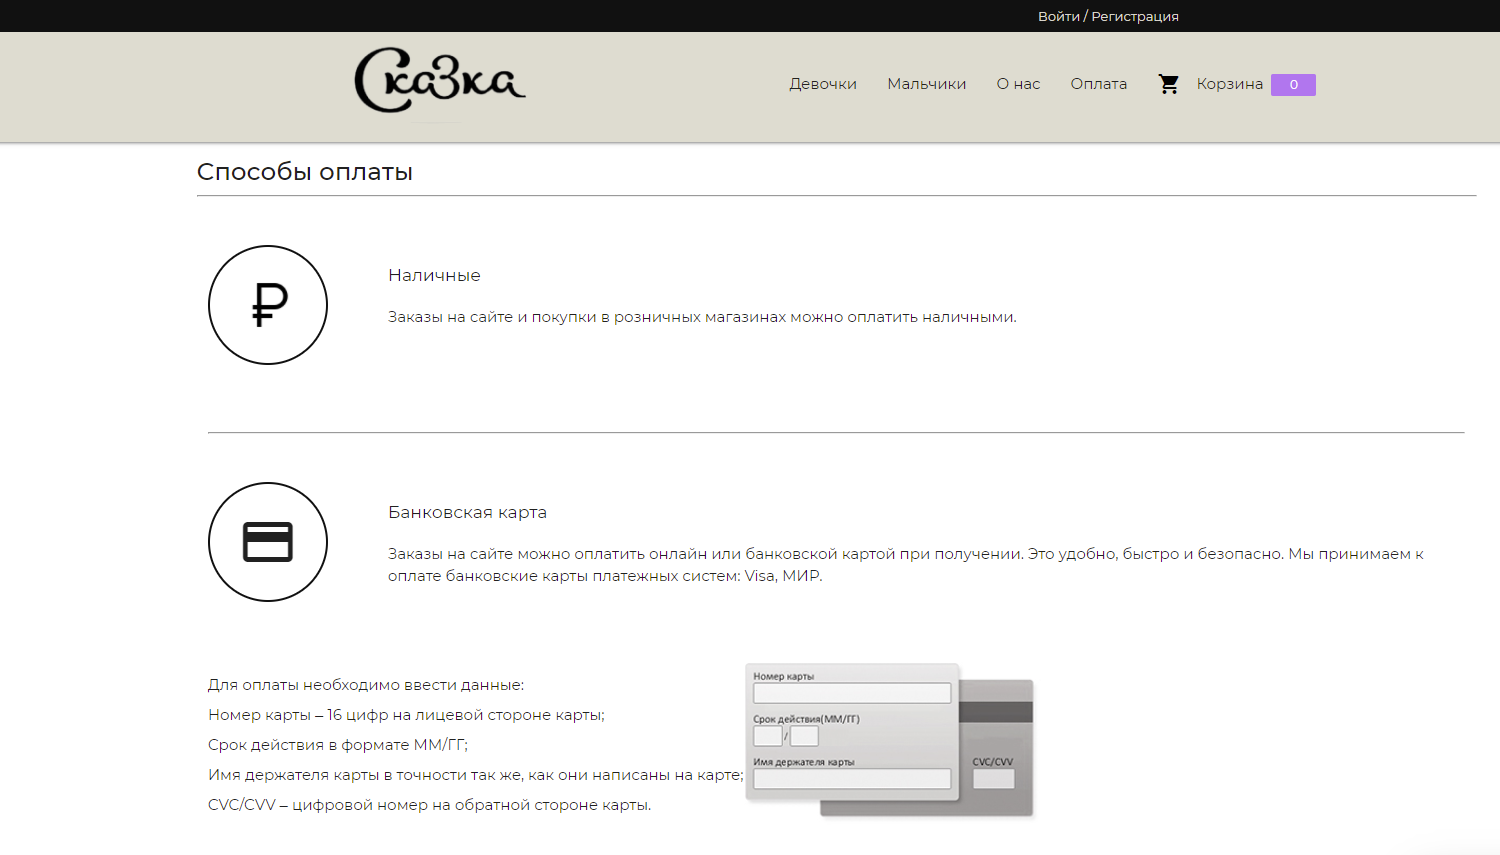 Войти / Регистрация
Сказка
Девочки Мальчики О нас Оплата Корзина 0
Способы оплаты
₽
Наличные
Заказы на сайте и покупки в розничных магазинах можно оплатить наличными.
Банковская карта
Заказы на сайте можно оплатить онлайн или банковской картой при получении. Это удобно, быстро и безопасно. Мы принимаем к
оплате банковские карты платежных систем: Visa, МИР.
Для оплаты необходимо ввести данные:
Номер карты – 16 цифр на лицевой стороне карты;
Срок действия в формате ММ/ГГ;
Имя держателя карты в точности так же, как они написаны на карте;
CVC/CVV – цифровой номер на обратной стороне карты.
Номер карты
Срок действия(ММ/ГГ)
/
Имя держателя карты
CVC/CVV